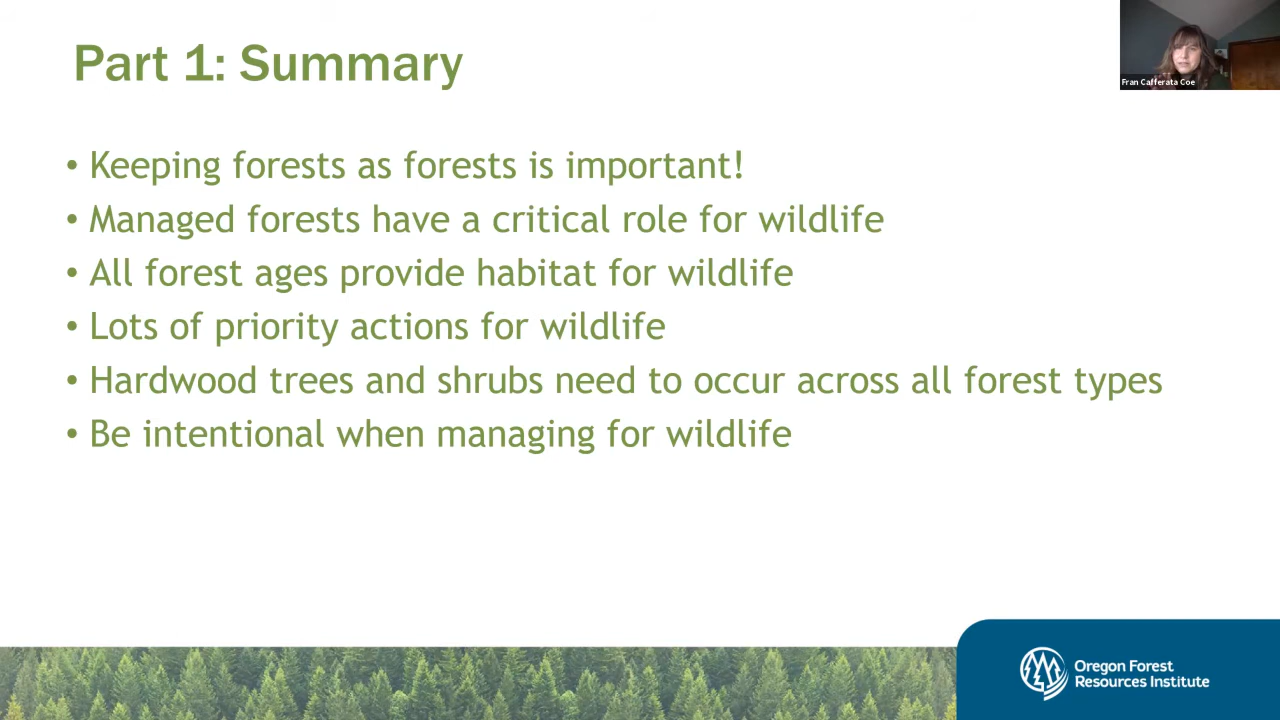 Part 1: Summary
Fran Cafferata Coe
• Keeping forests as forests is important!
• Managed forests have a critical role for wildlife
• All forest ages provide habitat for wildlife
• Lots of priority actions for wildlife
• Hardwood trees and shrubs need to occur across all forest types
• Be intentional when managing for wildlife
Oregon Forest
Resources Institute